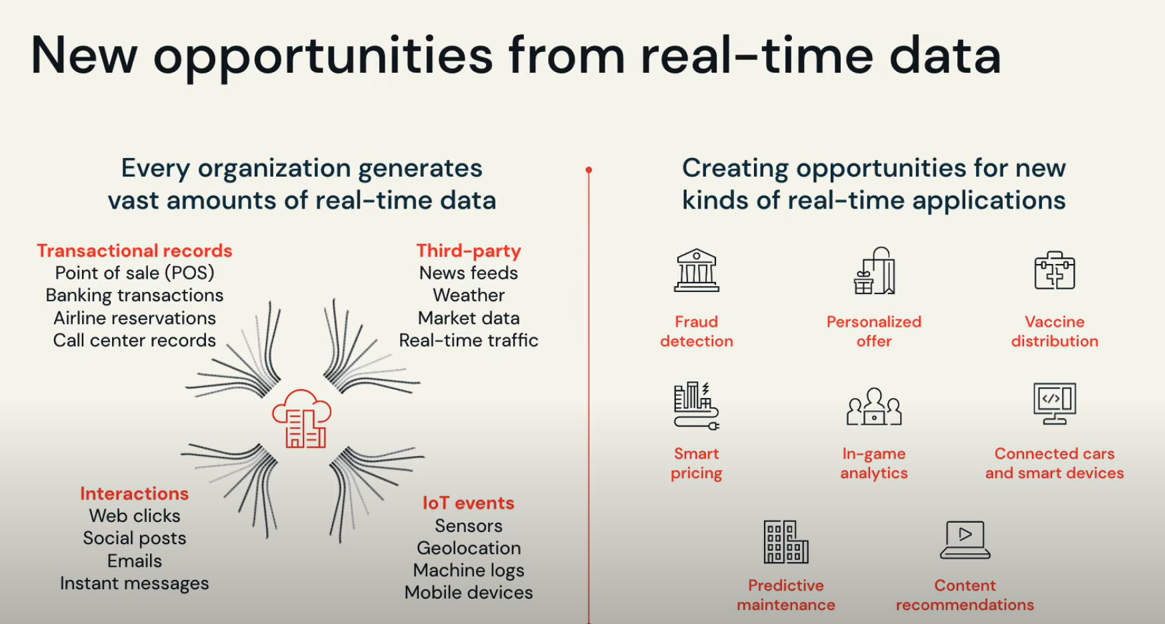 New opportunities from real-time data
Every organization generates
vast amounts of real-time data
Transactional records
Point of sale (POS)
Banking transactions
Airline reservations
Call center records
Third-party
News feeds
Weather
Market data
Real-time traffic
Interactions
Web clicks
Social posts
Emails
Instant messages
IoT events
Sensors
Geolocation
Machine logs
Mobile devices
Creating opportunities for new
kinds of real-time applications
Fraud
detection
Personalized
offer
Vaccine
distribution
Smart
pricing
In-game
analytics
</>
Connected cars
and smart devices
Predictive
maintenance
Content
recommendations